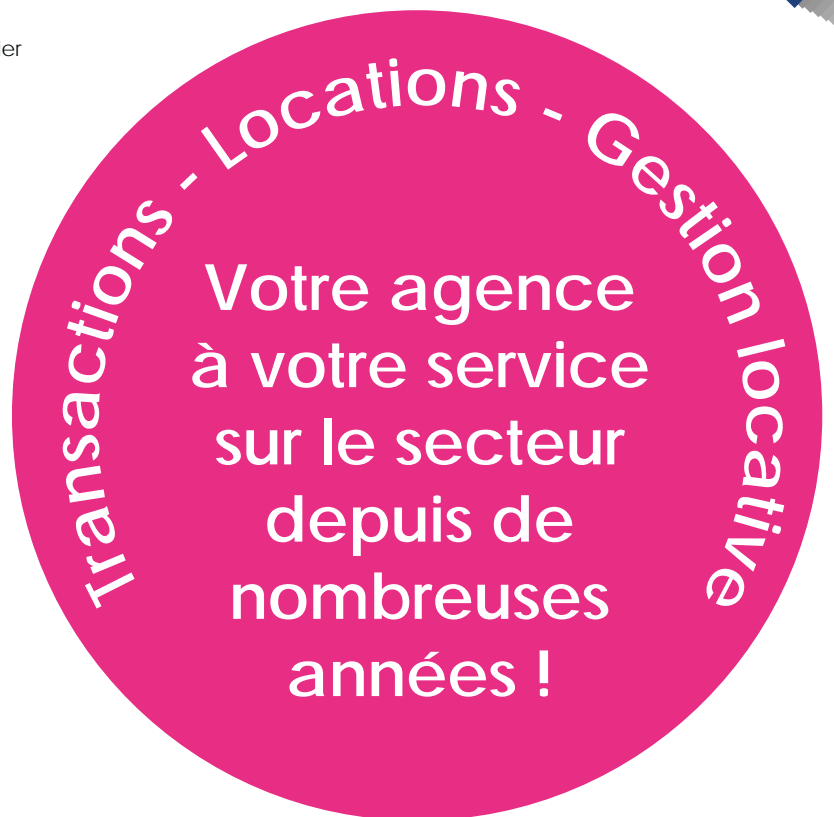 Transactions - Locations - Gestion locative
Votre agence
à votre service
sur le secteur
depuis de
nombreuses
années !